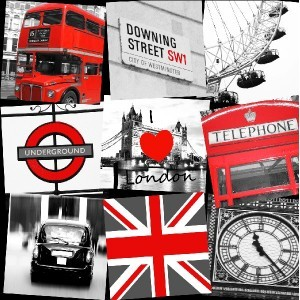 DOWNING
STREET SW1
CITY OF WESTMINSTER
TELEPHONE
UNDERGROUND
I
London